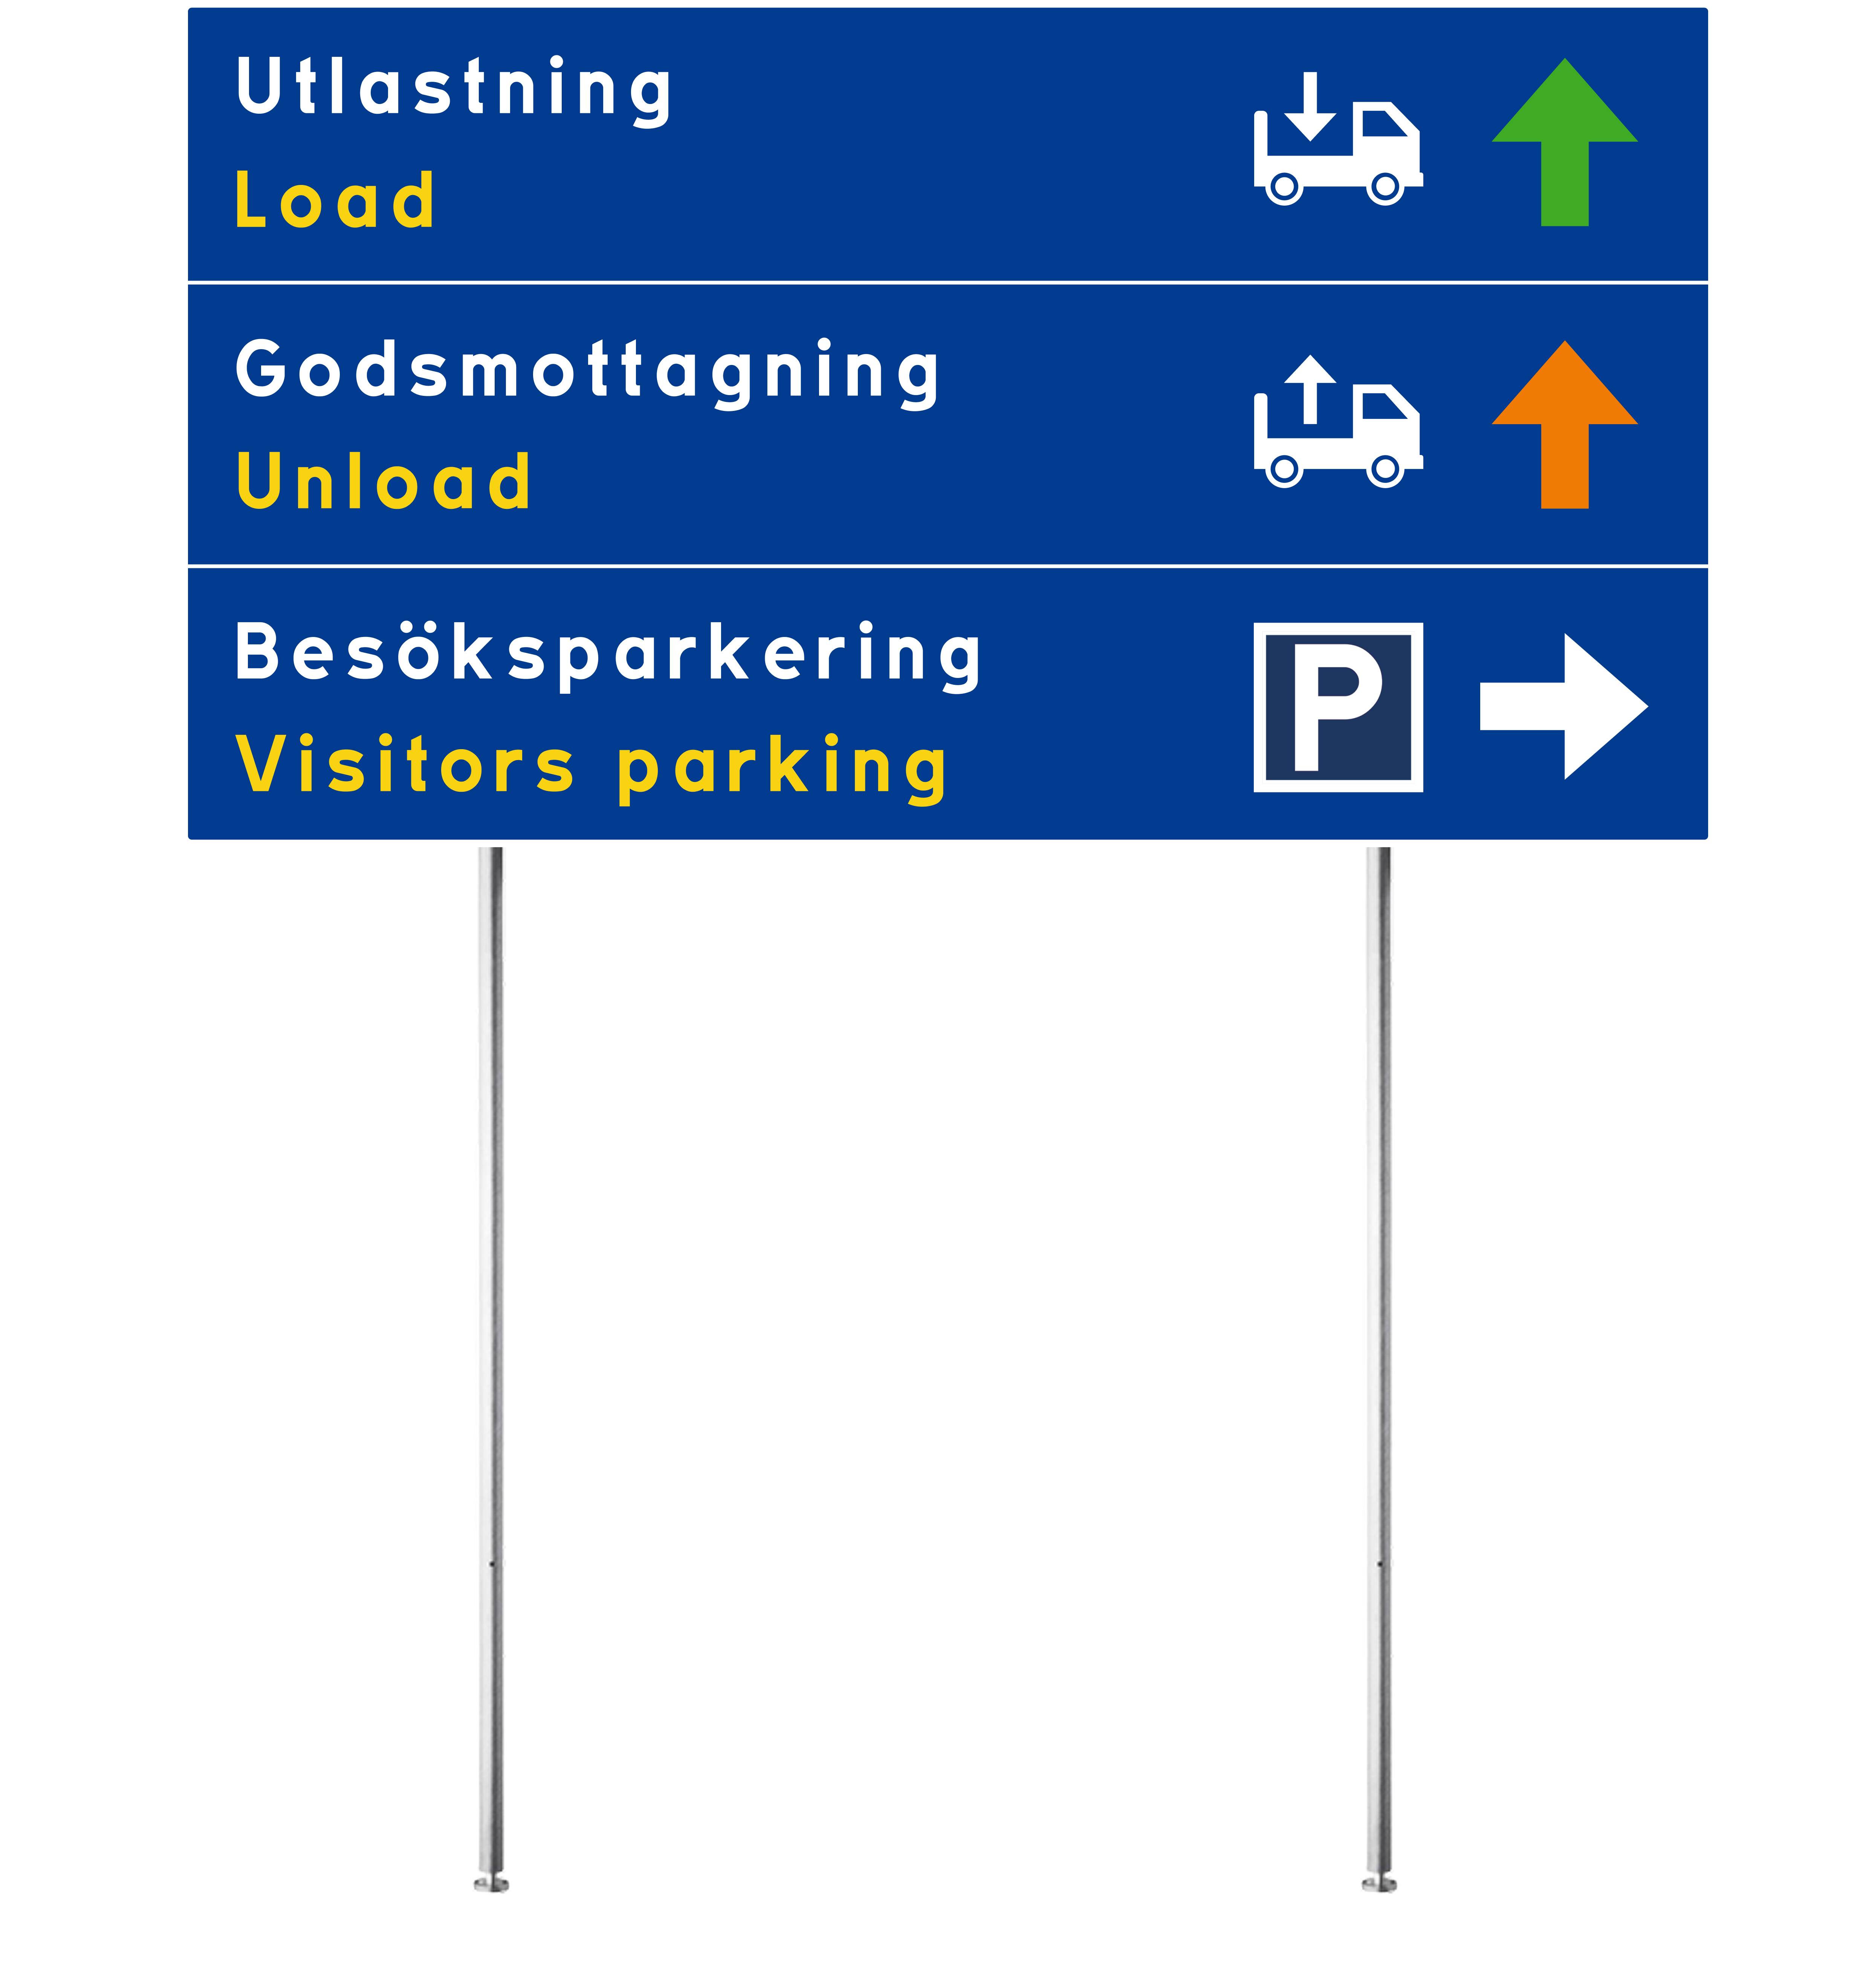 Utlastning
Load
Godsmottagning
Unload
Besöksparkering
Visitors parking
P